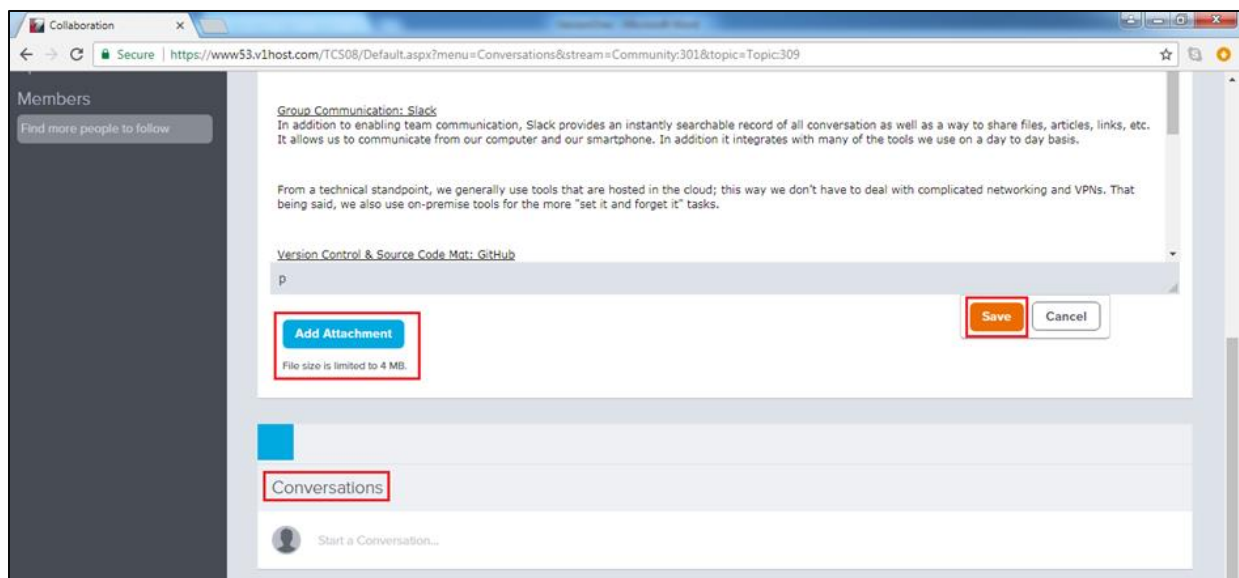 Collaboration
Secure | https://www53.v1host.com/TCS08/Default.aspx?menu=Conversations&stream=Community:301&topic=Topic:309
Members
Find more people to follow
Group Communication: Slack
In addition to enabling team communication, Slack provides an instantly searchable record of all conversation as well as a way to share files, articles, links, etc.
It allows us to communicate from our computer and our smartphone. In addition it integrates with many of the tools we use on a day to day basis.
From a technical standpoint, we generally use tools that are hosted in the cloud; this way we don't have to deal with complicated networking and VPNs. That
being said, we also use on-premise tools for the more "set it and forget it" tasks.
Version Control & Source Code Mgt: GitHub
p
Save
Cancel
Add Attachment
File size is limited to 4 MB.
Conversations
Start a Conversation...